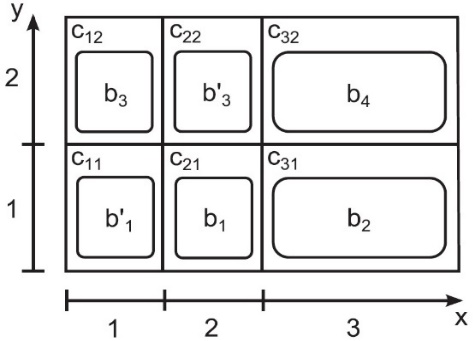 y
c₁₂ c₂₂ c₃₂
2 b₃ b'₃ b₄
c₁₁ c₂₁ c₃₁
1 b'₁ b₁ b₂
x
1 2 3